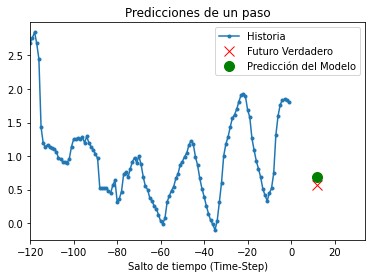 Predicciones de un paso
Historia
Futuro Verdadero
Predicción del Modelo
2.5
2.0
1.5
1.0
0.5
0.0
−120 −100 −80 −60 −40 −20 0 20
Salto de tiempo (Time-Step)